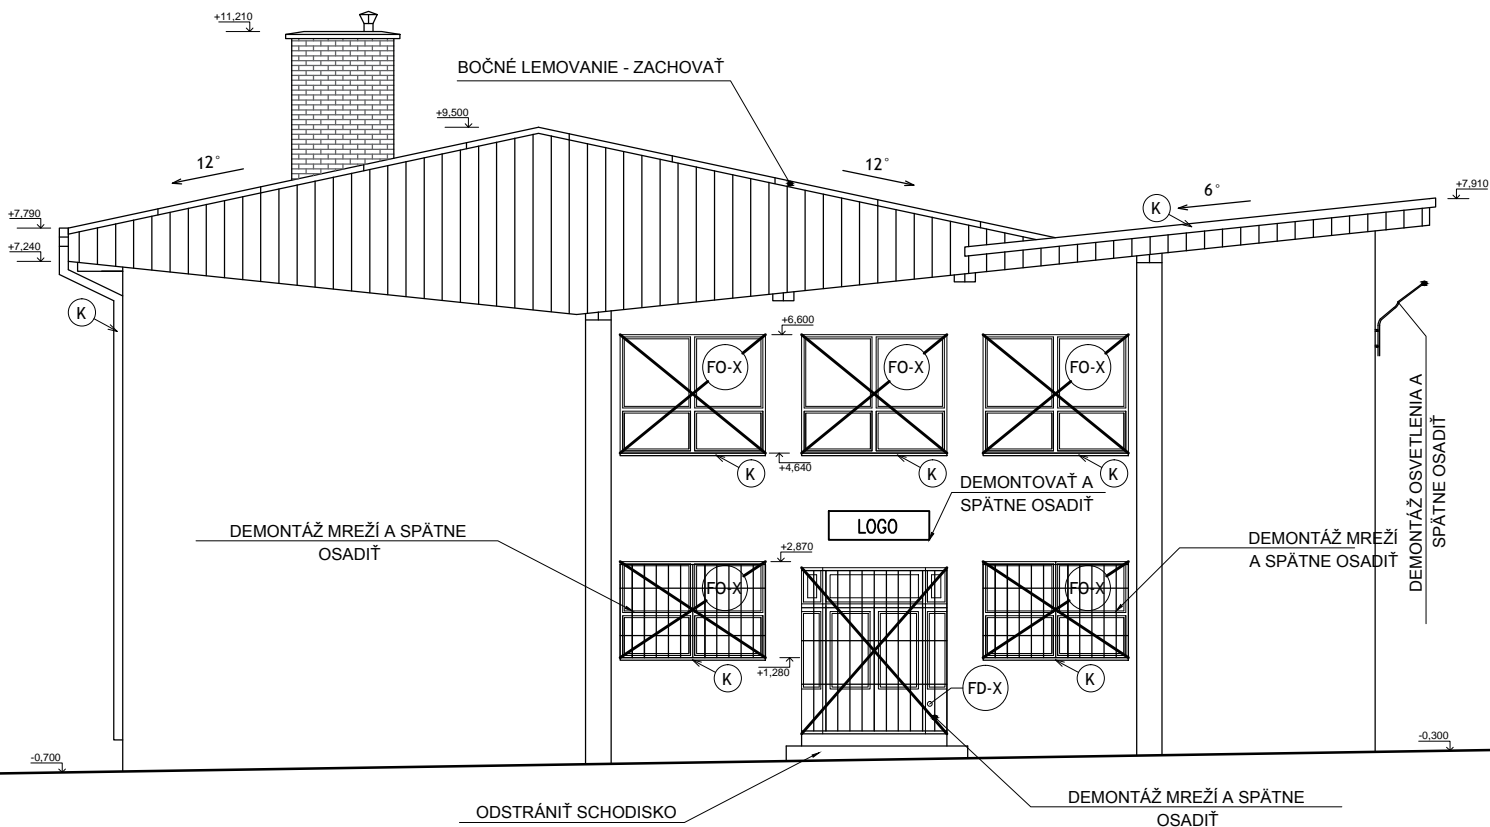 +11,210
BOČNÉ LEMOVANIE - ZACHOVAŤ
+9,500
12°
12°
6°
+7,910
K
+7,790
+7,240
K
+6,600
FO-X
FO-X
FO-X
+4,640
K
K
K
DEMONTOVAŤ A
SPÄTNE OSADIŤ
DEMONTÁŽ OSVETLENIA A
SPÄTNE OSADIŤ
LOGO
DEMONTÁŽ MREŽÍ A SPÄTNE
OSADIŤ
+2,870
DEMONTÁŽ MREŽÍ
A SPÄTNE OSADIŤ
FO-X
FO-X
+1,280
K
K
FD-X
-0,700
-0,300
ODSTRÁNIŤ SCHODISKO
DEMONTÁŽ MREŽÍ A SPÄTNE
OSADIŤ